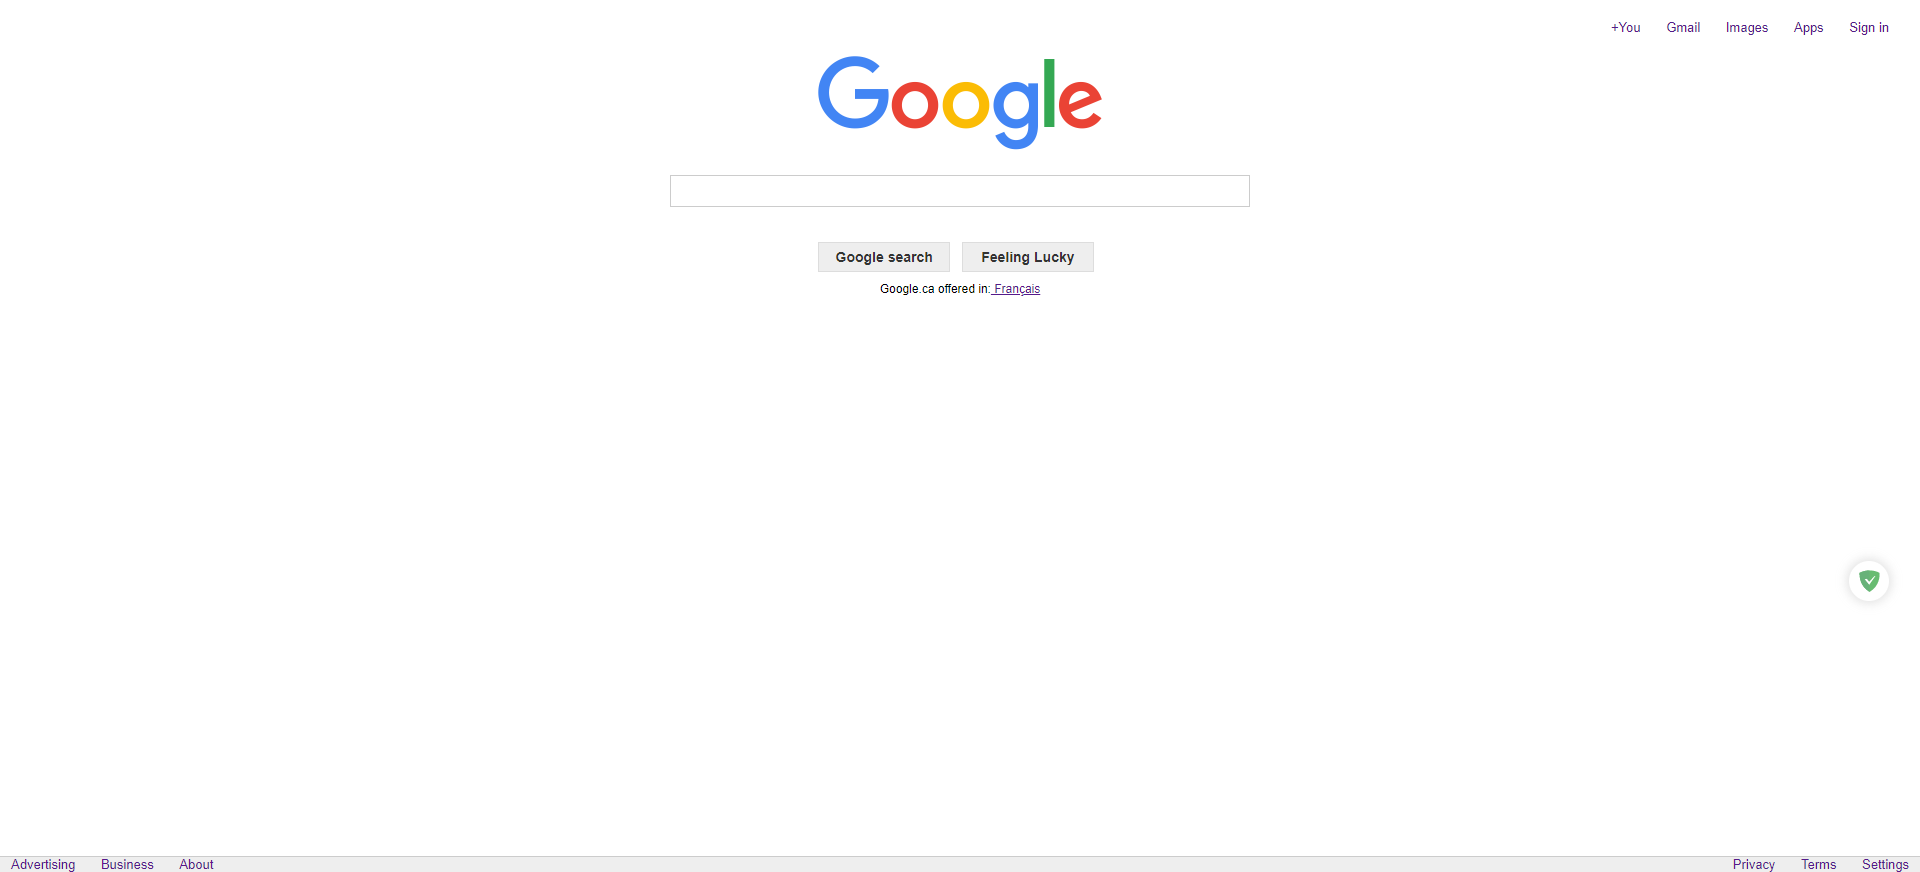 +You Gmail Images Apps Sign in
Google
Google search Feeling Lucky
Google.ca offered in: Français
Advertising Business About Privacy Terms Settings